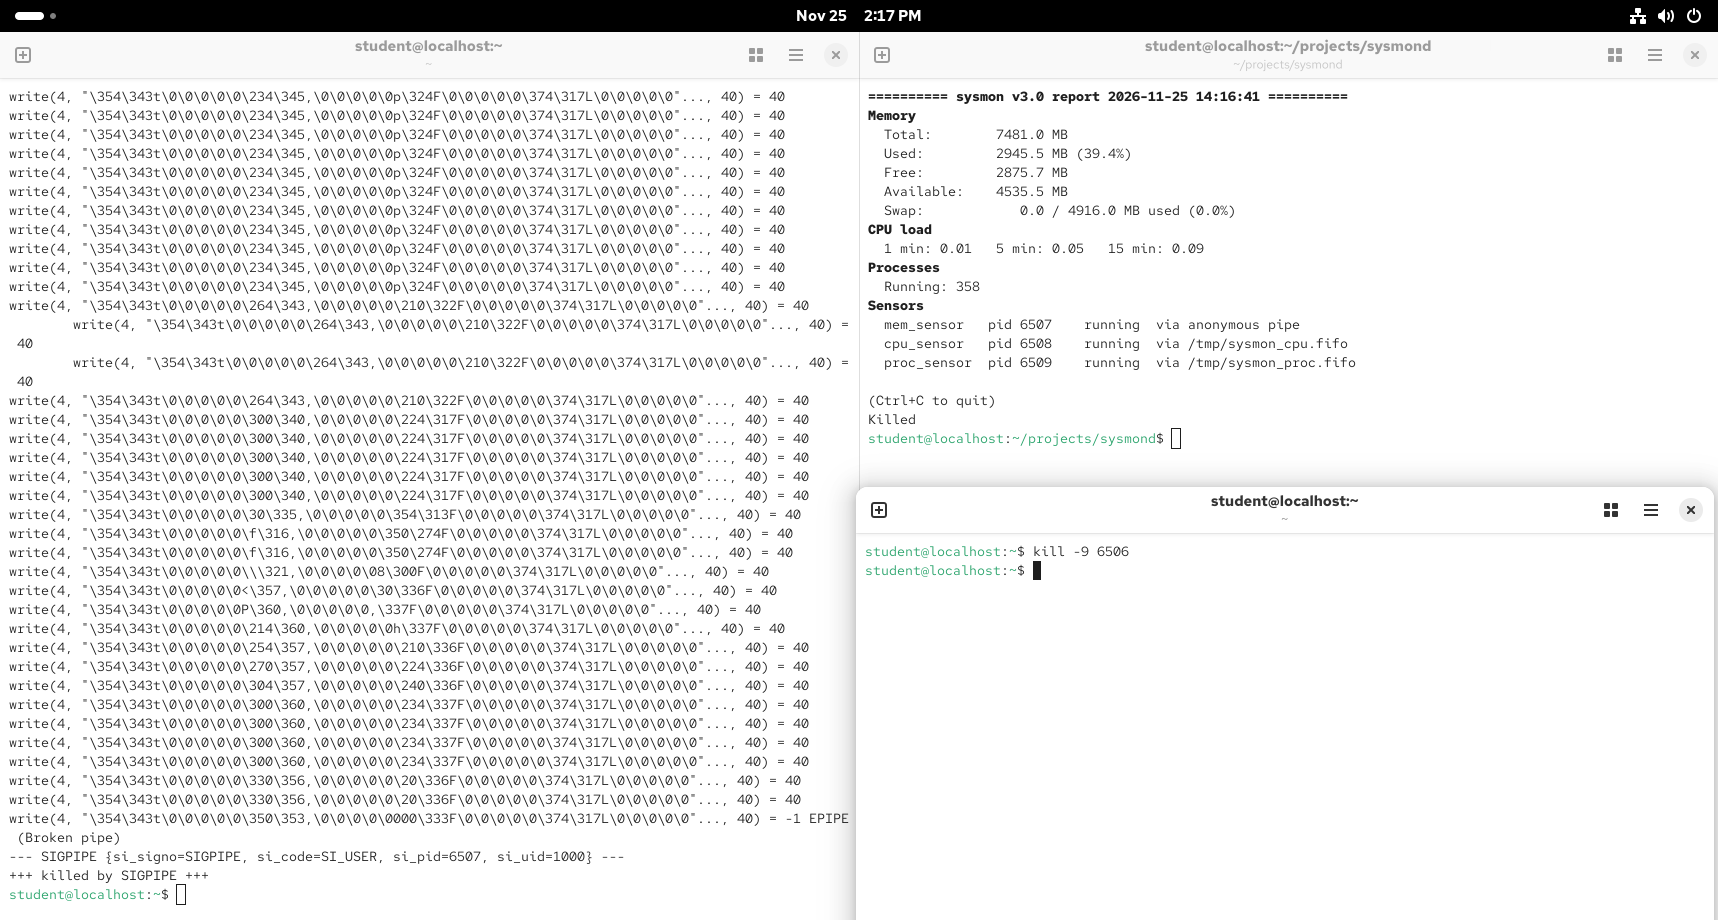 Nov 25 2:17 PM
student@localhost:~
~
write(4, "\354\343t\0\0\0\0\0\234\345,\0\0\0\0\0p\324F\0\0\0\0\0\374\317L\0\0\0\0\0"..., 40) = 40
write(4, "\354\343t\0\0\0\0\0\234\345,\0\0\0\0\0p\324F\0\0\0\0\0\374\317L\0\0\0\0\0"..., 40) = 40
write(4, "\354\343t\0\0\0\0\0\234\345,\0\0\0\0\0p\324F\0\0\0\0\0\374\317L\0\0\0\0\0"..., 40) = 40
write(4, "\354\343t\0\0\0\0\0\234\345,\0\0\0\0\0p\324F\0\0\0\0\0\374\317L\0\0\0\0\0"..., 40) = 40
write(4, "\354\343t\0\0\0\0\0\234\345,\0\0\0\0\0p\324F\0\0\0\0\0\374\317L\0\0\0\0\0"..., 40) = 40
write(4, "\354\343t\0\0\0\0\0\234\345,\0\0\0\0\0p\324F\0\0\0\0\0\374\317L\0\0\0\0\0"..., 40) = 40
write(4, "\354\343t\0\0\0\0\0\234\345,\0\0\0\0\0p\324F\0\0\0\0\0\374\317L\0\0\0\0\0"..., 40) = 40
write(4, "\354\343t\0\0\0\0\0\234\345,\0\0\0\0\0p\324F\0\0\0\0\0\374\317L\0\0\0\0\0"..., 40) = 40
write(4, "\354\343t\0\0\0\0\0\234\345,\0\0\0\0\0p\324F\0\0\0\0\0\374\317L\0\0\0\0\0"..., 40) = 40
write(4, "\354\343t\0\0\0\0\0\234\345,\0\0\0\0\0p\324F\0\0\0\0\0\374\317L\0\0\0\0\0"..., 40) = 40
write(4, "\354\343t\0\0\0\0\0\234\345,\0\0\0\0\0p\324F\0\0\0\0\0\374\317L\0\0\0\0\0"..., 40) = 40
write(4, "\354\343t\0\0\0\0\0\264\343,\0\0\0\0\0\210\322F\0\0\0\0\0\374\317L\0\0\0\0\0"..., 40) = 40
write(4, "\354\343t\0\0\0\0\0\264\343,\0\0\0\0\0\210\322F\0\0\0\0\0\374\317L\0\0\0\0\0"..., 40) =
40
write(4, "\354\343t\0\0\0\0\0\264\343,\0\0\0\0\0\210\322F\0\0\0\0\0\374\317L\0\0\0\0\0"..., 40) =
40
write(4, "\354\343t\0\0\0\0\0\264\343,\0\0\0\0\0\210\322F\0\0\0\0\0\374\317L\0\0\0\0\0"..., 40) = 40
write(4, "\354\343t\0\0\0\0\0\300\340,\0\0\0\0\0\224\317F\0\0\0\0\0\374\317L\0\0\0\0\0"..., 40) = 40
write(4, "\354\343t\0\0\0\0\0\300\340,\0\0\0\0\0\224\317F\0\0\0\0\0\374\317L\0\0\0\0\0"..., 40) = 40
write(4, "\354\343t\0\0\0\0\0\300\340,\0\0\0\0\0\224\317F\0\0\0\0\0\374\317L\0\0\0\0\0"..., 40) = 40
write(4, "\354\343t\0\0\0\0\0\300\340,\0\0\0\0\0\224\317F\0\0\0\0\0\374\317L\0\0\0\0\0"..., 40) = 40
write(4, "\354\343t\0\0\0\0\0\300\340,\0\0\0\0\0\224\317F\0\0\0\0\0\374\317L\0\0\0\0\0"..., 40) = 40
write(4, "\354\343t\0\0\0\0\0\30\335,\0\0\0\0\0\354\313F\0\0\0\0\0\374\317L\0\0\0\0\0"..., 40) = 40
write(4, "\354\343t\0\0\0\0\0\f\316,\0\0\0\0\0\350\274F\0\0\0\0\0\374\317L\0\0\0\0\0"..., 40) = 40
write(4, "\354\343t\0\0\0\0\0\f\316,\0\0\0\0\0\350\274F\0\0\0\0\0\374\317L\0\0\0\0\0"..., 40) = 40
write(4, "\354\343t\0\0\0\0\0\\\321,\0\0\0\0\08\300F\0\0\0\0\0\374\317L\0\0\0\0\0"..., 40) = 40
write(4, "\354\343t\0\0\0\0\0<\357,\0\0\0\0\0\30\336F\0\0\0\0\0\374\317L\0\0\0\0\0"..., 40) = 40
write(4, "\354\343t\0\0\0\0\0P\360,\0\0\0\0\0,\337F\0\0\0\0\0\374\317L\0\0\0\0\0"..., 40) = 40
write(4, "\354\343t\0\0\0\0\0\214\360,\0\0\0\0\0h\337F\0\0\0\0\0\374\317L\0\0\0\0\0"..., 40) = 40
write(4, "\354\343t\0\0\0\0\0\254\357,\0\0\0\0\0\210\336F\0\0\0\0\0\374\317L\0\0\0\0\0"..., 40) = 40
write(4, "\354\343t\0\0\0\0\0\270\357,\0\0\0\0\0\224\336F\0\0\0\0\0\374\317L\0\0\0\0\0"..., 40) = 40
write(4, "\354\343t\0\0\0\0\0\304\357,\0\0\0\0\0\240\336F\0\0\0\0\0\374\317L\0\0\0\0\0"..., 40) = 40
write(4, "\354\343t\0\0\0\0\0\300\360,\0\0\0\0\0\234\337F\0\0\0\0\0\374\317L\0\0\0\0\0"..., 40) = 40
write(4, "\354\343t\0\0\0\0\0\300\360,\0\0\0\0\0\234\337F\0\0\0\0\0\374\317L\0\0\0\0\0"..., 40) = 40
write(4, "\354\343t\0\0\0\0\0\300\360,\0\0\0\0\0\234\337F\0\0\0\0\0\374\317L\0\0\0\0\0"..., 40) = 40
write(4, "\354\343t\0\0\0\0\0\300\360,\0\0\0\0\0\234\337F\0\0\0\0\0\374\317L\0\0\0\0\0"..., 40) = 40
write(4, "\354\343t\0\0\0\0\0\330\356,\0\0\0\0\0\20\336F\0\0\0\0\0\374\317L\0\0\0\0\0"..., 40) = 40
write(4, "\354\343t\0\0\0\0\0\330\356,\0\0\0\0\0\20\336F\0\0\0\0\0\374\317L\0\0\0\0\0"..., 40) = 40
write(4, "\354\343t\0\0\0\0\0\350\353,\0\0\0\0\0000\333F\0\0\0\0\0\374\317L\0\0\0\0\0"..., 40) = -1 EPIPE
(Broken pipe)
--- SIGPIPE {si_signo=SIGPIPE, si_code=SI_USER, si_pid=6507, si_uid=1000} ---
+++ killed by SIGPIPE +++
student@localhost:~$
student@localhost:~/projects/sysmond
~/projects/sysmond
========== sysmon v3.0 report 2026-11-25 14:16:41 ==========
Memory
Total: 7481.0 MB
Used: 2945.5 MB (39.4%)
Free: 2875.7 MB
Available: 4535.5 MB
Swap: 0.0 / 4916.0 MB used (0.0%)
CPU load
1 min: 0.01 5 min: 0.05 15 min: 0.09
Processes
Running: 358
Sensors
mem_sensor pid 6507 running via anonymous pipe
cpu_sensor pid 6508 running via /tmp/sysmon_cpu.fifo
proc_sensor pid 6509 running via /tmp/sysmon_proc.fifo
(Ctrl+C to quit)
Killed
student@localhost:~/projects/sysmond$
student@localhost:~
~
student@localhost:~$ kill -9 6506
student@localhost:~$